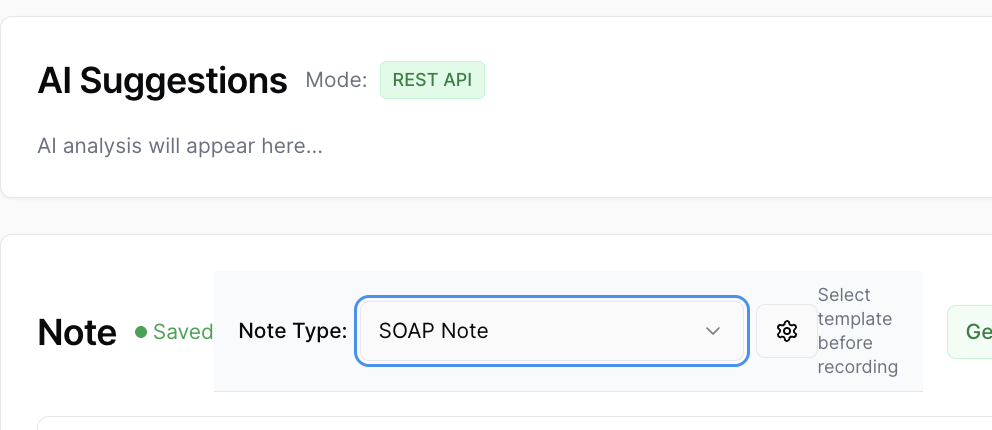 AI Suggestions Mode: REST API
AI analysis will appear here...
Note Saved Note Type: SOAP Note
Select
template
before
recording
Ge